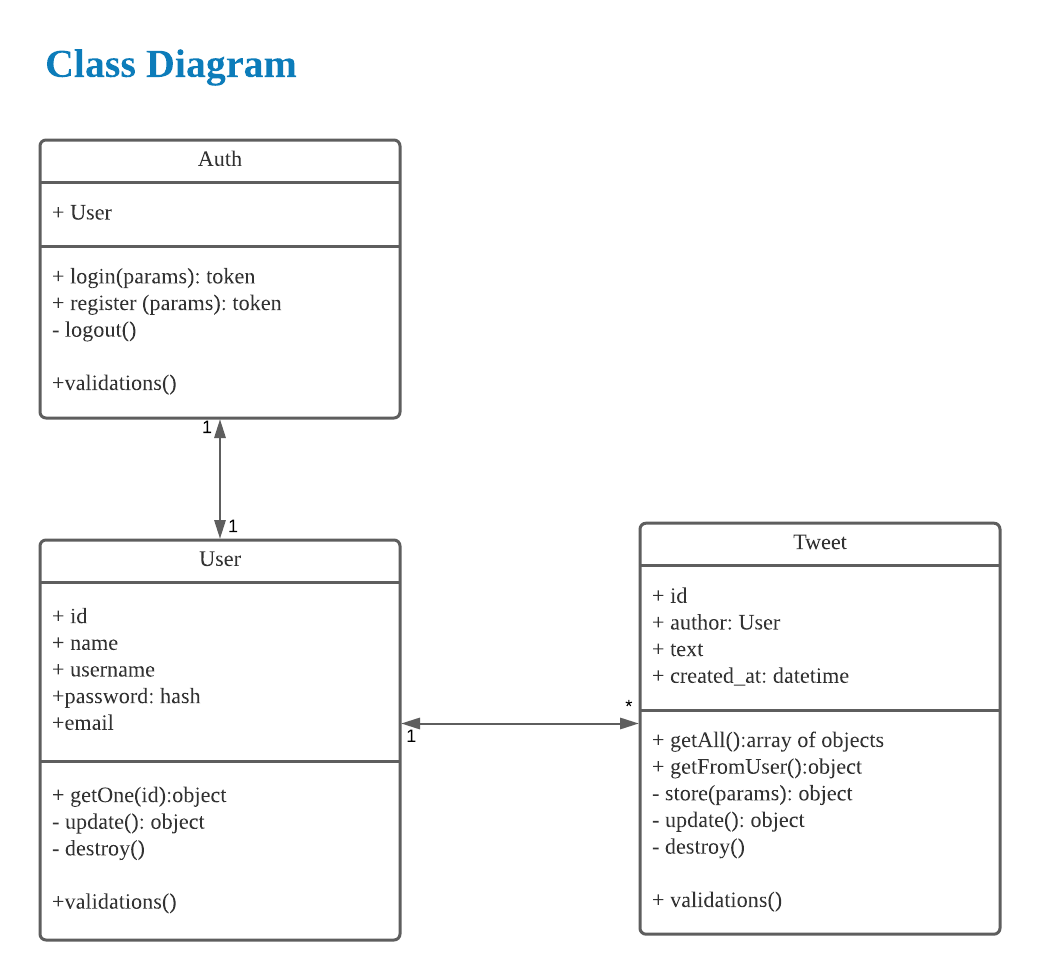 Class Diagram
Auth
+ User
+ login(params): token
+ register (params): token
- logout()
+validations()
1
1
User
+ id
+ name
+ username
+password: hash
+email
+ getOne(id):object
- update(): object
- destroy()
+validations()
1
*
Tweet
+ id
+ author: User
+ text
+ created_at: datetime
+ getAll():array of objects
+ getFromUser():object
- store(params): object
- update(): object
- destroy()
+ validations()